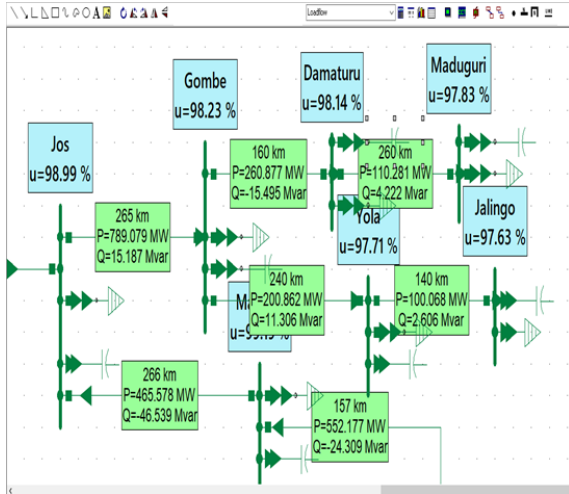 Loadflow
Jos
u=98.99 %
Gombe
u=98.23 %
Damaturu
u=98.14 %
Maduguri
u=97.83 %
265 km
P=789.079 MW
Q=15.187 Mvar
160 km
P=260.877 MW
Q=-15.495 Mvar
260 km
P=110.281 MW
Q=4.222 Mvar
Yola
u=97.71 %
Jalingo
u=97.63 %
240 km
P=200.862 MW
Q=11.306 Mvar
140 km
P=100.068 MW
Q=2.606 Mvar
266 km
P=465.578 MW
Q=-46.539 Mvar
157 km
P=552.177 MW
Q=-24.309 Mvar